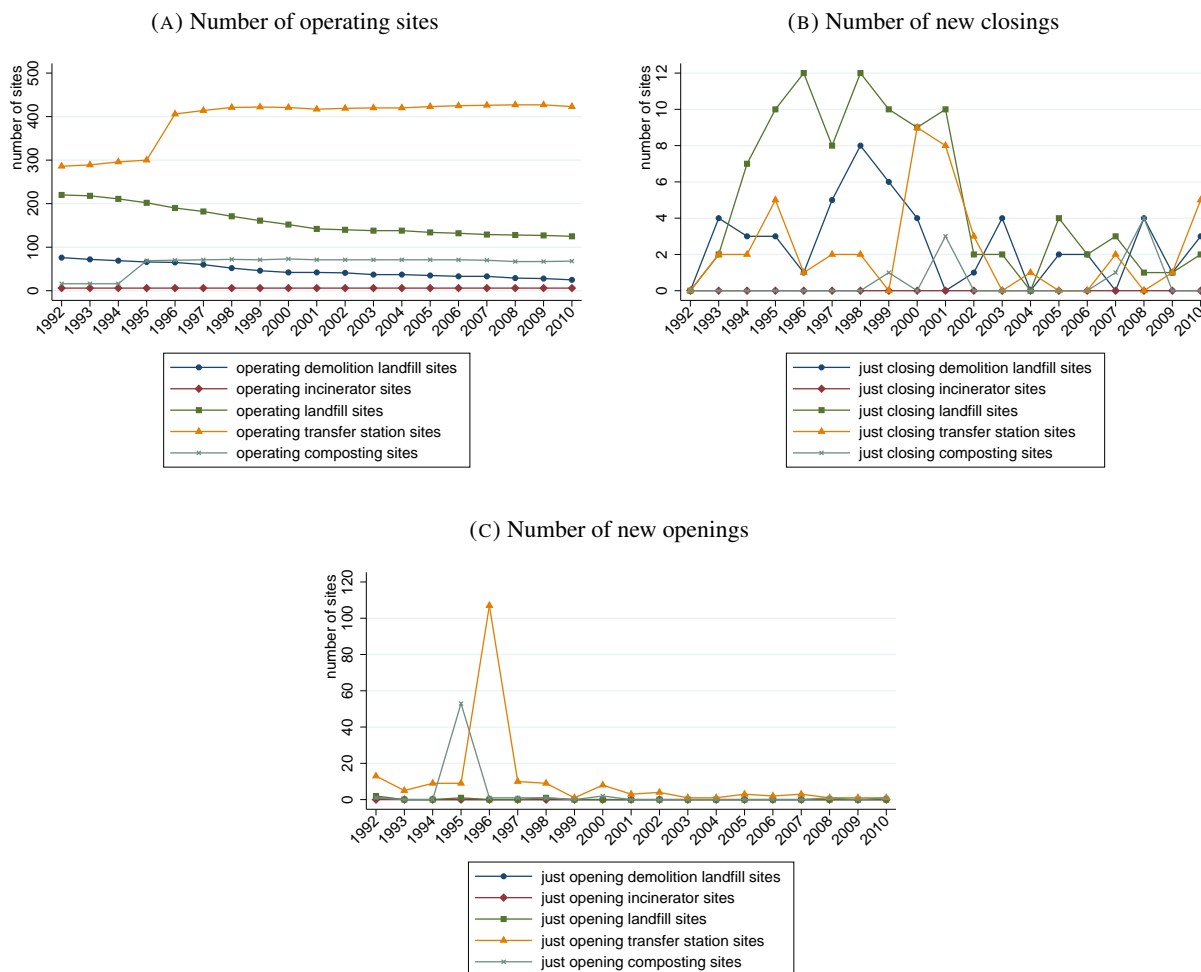 (A) Number of operating sites
number of sites
500
400
300
200
100
0
1992 1993 1994 1995 1996 1997 1998 1999 2000 2001 2002 2003 2004 2005 2006 2007 2008 2009 2010
operating demolition landfill sites
operating incinerator sites
operating landfill sites
operating transfer station sites
operating composting sites
(B) Number of new closings
number of sites
12
10
8
6
4
2
0
1992 1993 1994 1995 1996 1997 1998 1999 2000 2001 2002 2003 2004 2005 2006 2007 2008 2009 2010
just closing demolition landfill sites
just closing incinerator sites
just closing landfill sites
just closing transfer station sites
just closing composting sites
(C) Number of new openings
number of sites
120
100
80
60
40
20
0
1992 1993 1994 1995 1996 1997 1998 1999 2000 2001 2002 2003 2004 2005 2006 2007 2008 2009 2010
just opening demolition landfill sites
just opening incinerator sites
just opening landfill sites
just opening transfer station sites
just opening composting sites